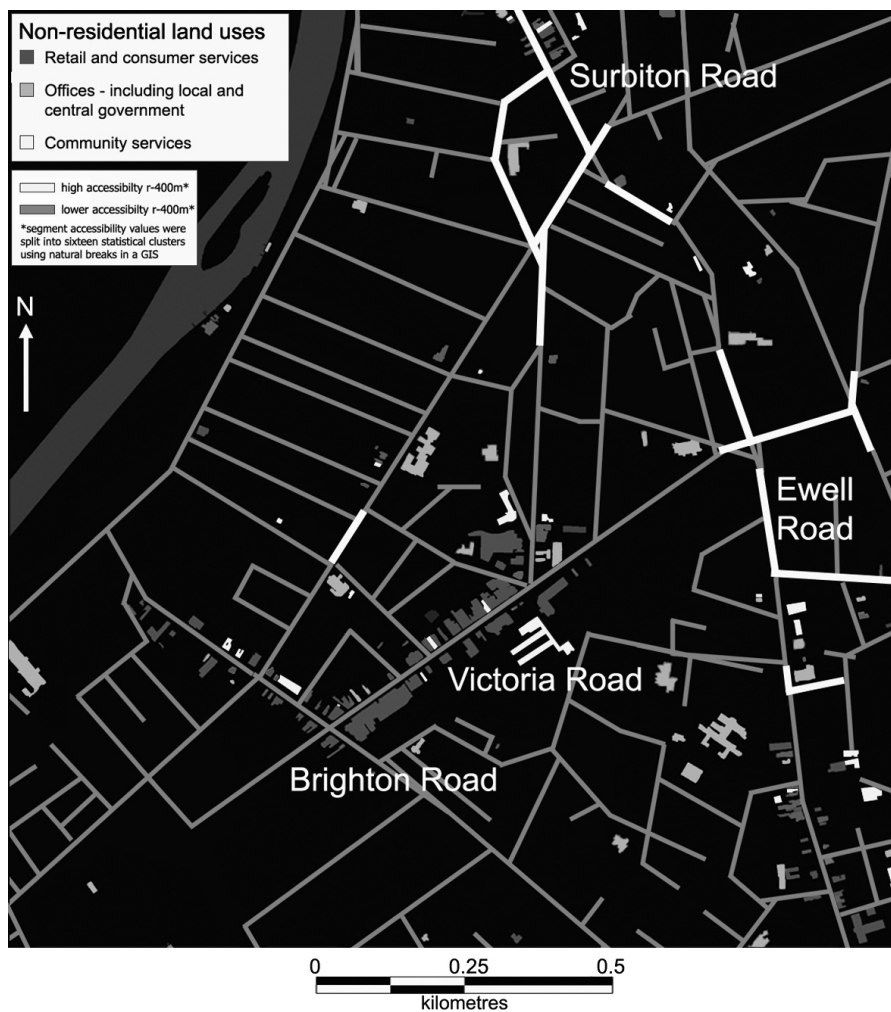 Non-residential land uses
Retail and consumer services
Offices - including local and
central government
Community services
high accessibilty r-400m*
lower accessibilty r-400m*
*segment accessibility values were
split into sixteen statistical clusters
using natural breaks in a GIS
N
Surbiton Road
Ewell
Road
Victoria Road
Brighton Road
0 0.25 0.5
kilometres